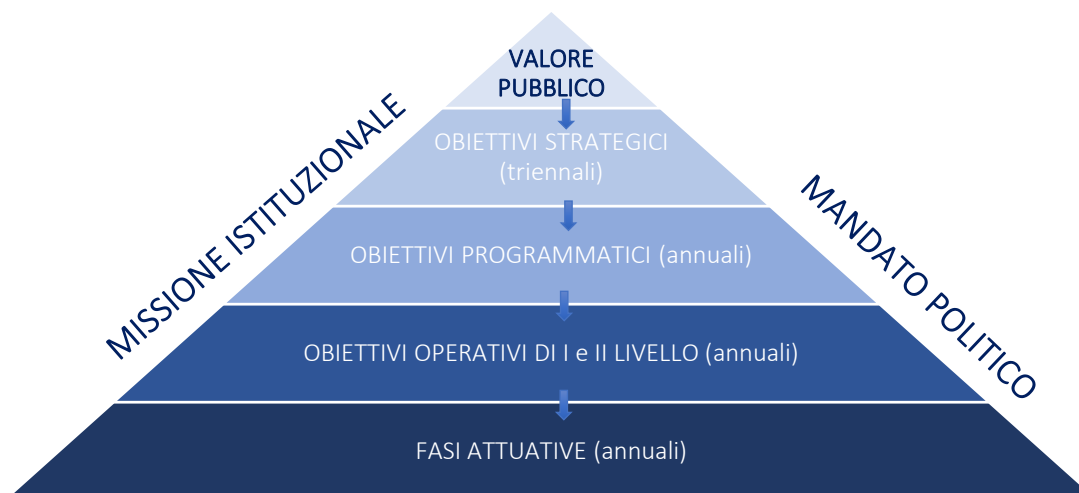 VALORE
PUBBLICO
OBIETTIVI STRATEGICI
(triennali)
OBIETTIVI PROGRAMMATICI (annuali)
OBIETTIVI OPERATIVI DI I e II LIVELLO (annuali)
FASI ATTUATIVE (annuali)
MISSIONE ISTITUZIONALE
MANDATO POLITICO